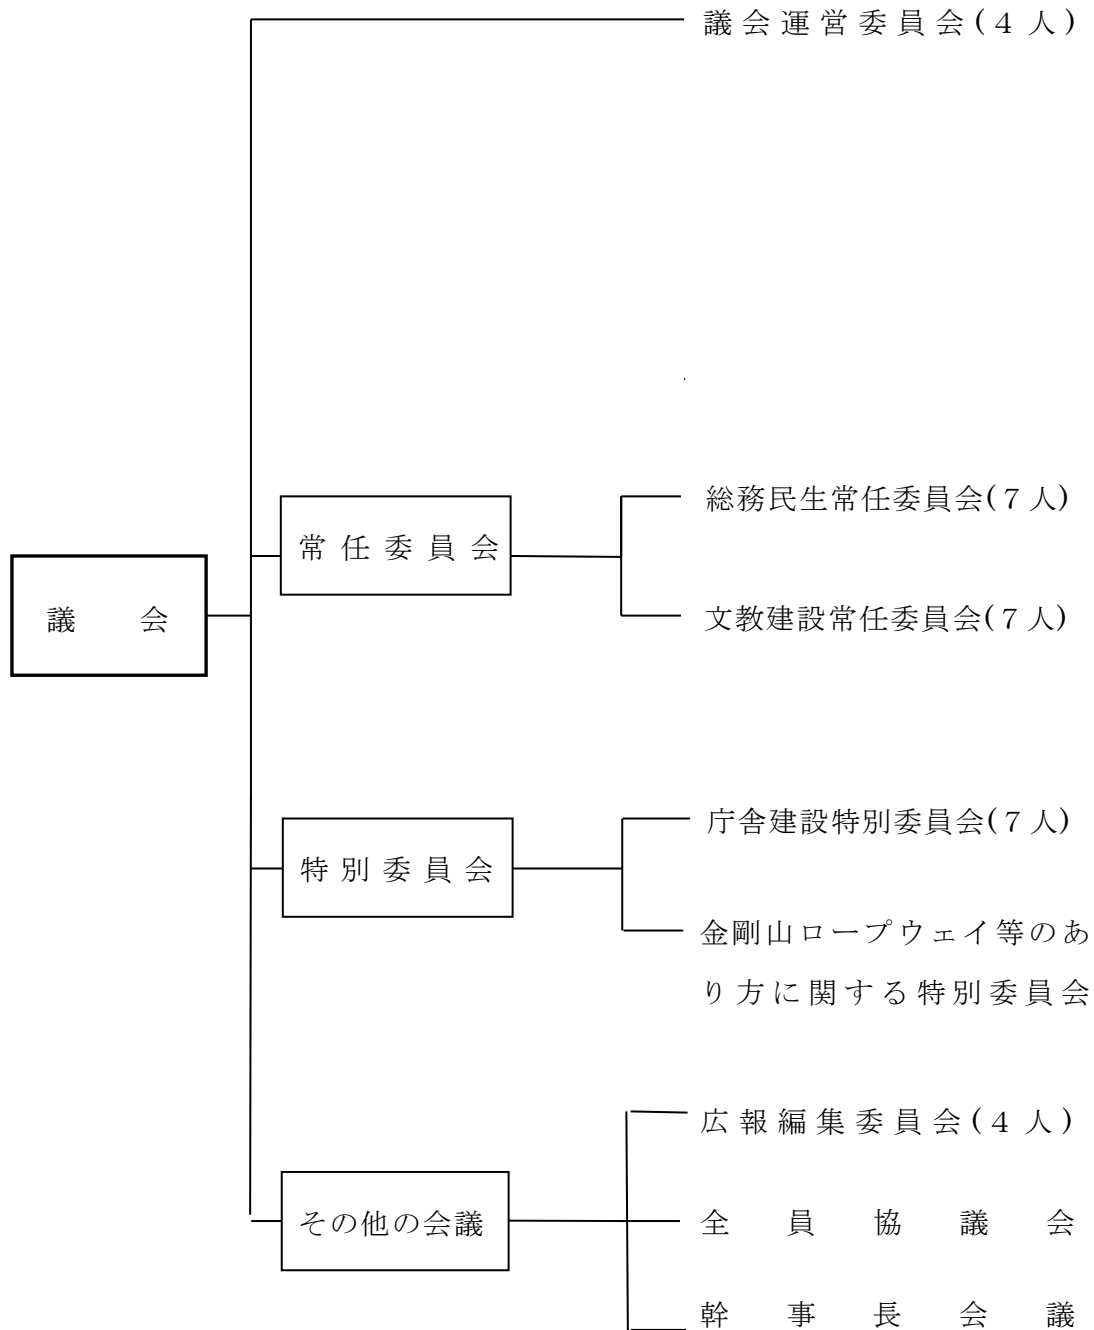 議会運営委員会(4人)
常任委員会
総務民生常任委員会(7人)
文教建設常任委員会(7人)
議会
特別委員会
庁舎建設特別委員会(7人)
金剛山ロープウェイ等のあ
り方に関する特別委員会
その他の会議
広報編集委員会(4人)
全員協議会
幹事長会議